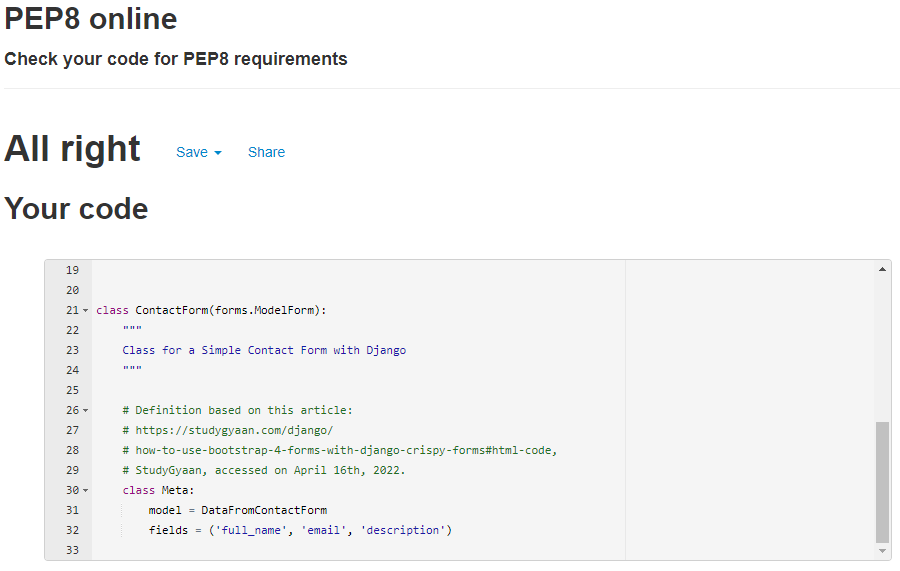 PEP8 online
Check your code for PEP8 requirements
All right Save Share
Your code
19
20
21 class ContactForm(forms.ModelForm):
22 """
23 Class for a Simple Contact Form with Django
24 """
25
26 # Definition based on this article:
27 # https://studygyaan.com/django/
28 # how-to-use-bootstrap-4-forms-with-django-crispy-forms#html-code,
29 # StudyGyaan, accessed on April 16th, 2022.
30 class Meta:
31 model = DataFromContactForm
32 fields = ('full_name', 'email', 'description')
33